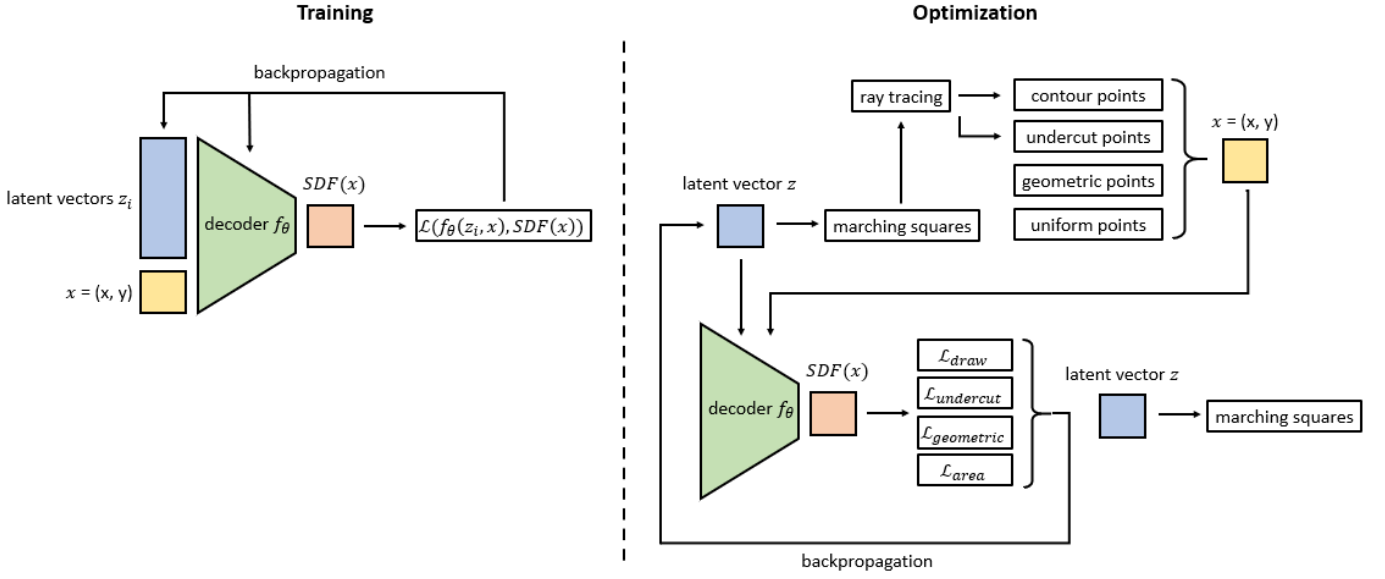 Training
backpropagation
latent vectors z_i
x = (x, y)
decoder f_θ
SDF(x)
ℒ(f_θ(z_i, x), SDF(x))
Optimization
ray tracing
contour points
undercut points
geometric points
uniform points
x = (x, y)
latent vector z
marching squares
decoder f_θ
SDF(x)
ℒ_draw
ℒ_undercut
ℒ_geometric
ℒ_area
latent vector z
marching squares
backpropagation